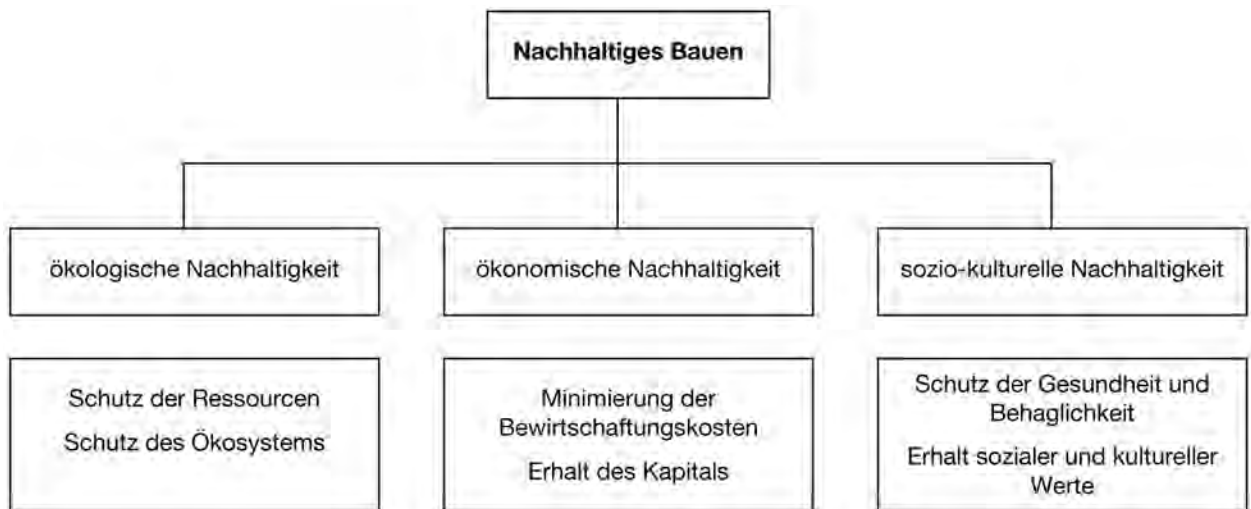 Nachhaltiges Bauen
ökologische Nachhaltigkeit
ökonomische Nachhaltigkeit
sozio-kulturelle Nachhaltigkeit
Schutz der Ressourcen
Schutz des Ökosystems
Minimierung der
Bewirtschaftungskosten
Erhalt des Kapitals
Schutz der Gesundheit und
Behaglichkeit
Erhalt sozialer und kultureller
Werte